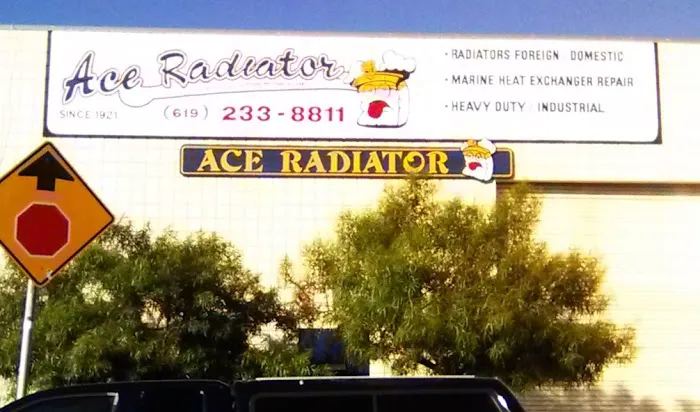 Ace Radiator
SINCE 1921
(619) 233-8811
· RADIATORS FOREIGN DOMESTIC
· MARINE HEAT EXCHANGER REPAIR
· HEAVY DUTY INDUSTRIAL
ACE RADIATOR